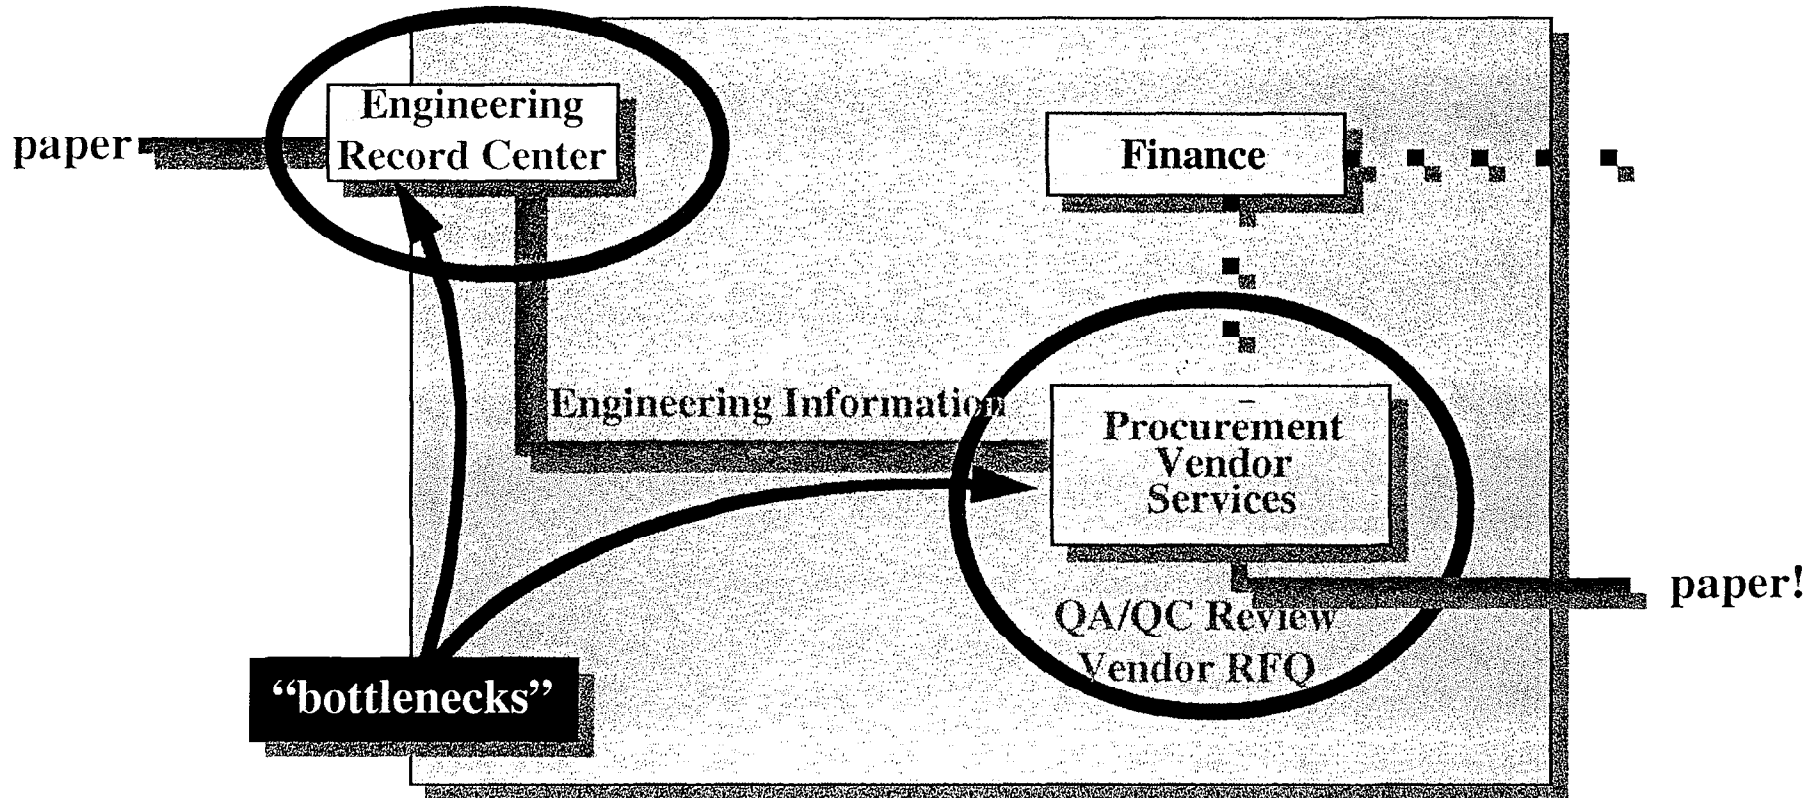 Engineering
Record Center
paper
Finance
Engineering Information
Procurement
Vendor
Services
paper!
QA/QC Review
Vendor RFQ
“bottlenecks”